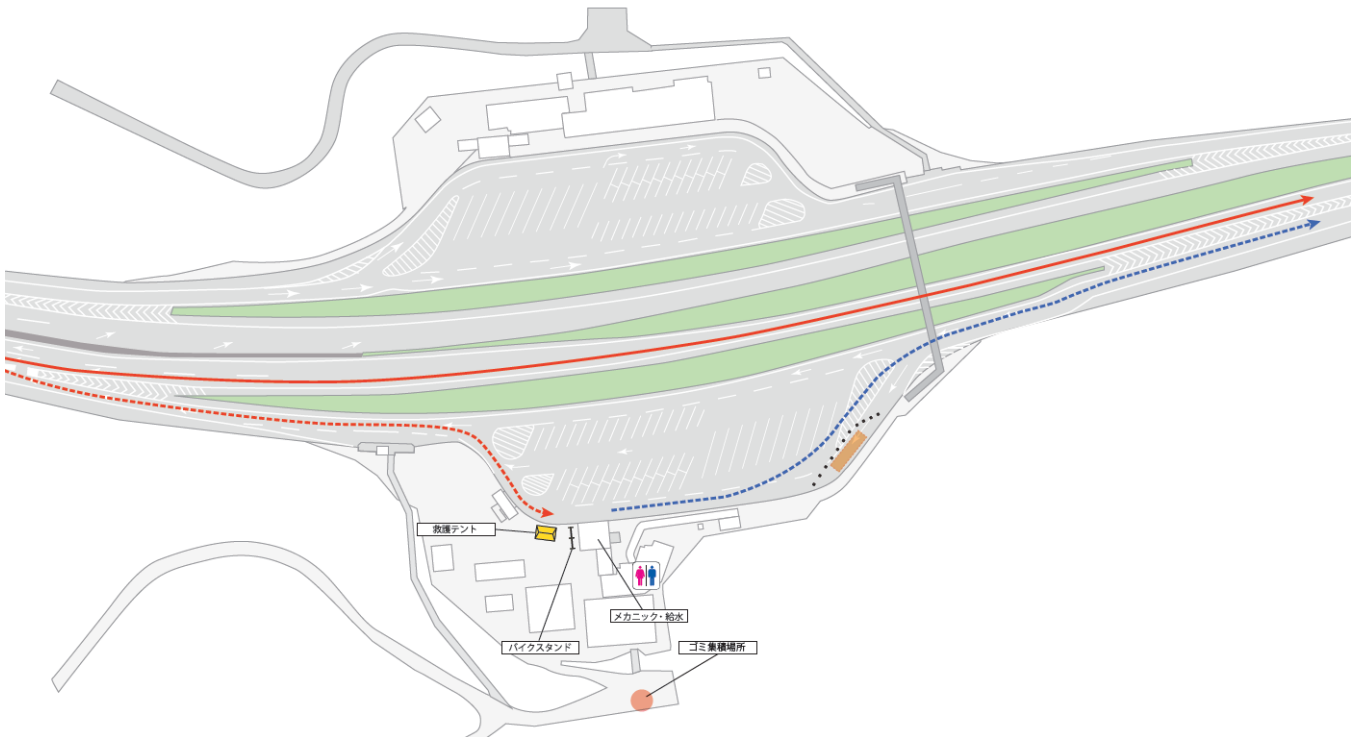 救護テント
メカニック・給水
バイクスタンド
ゴミ集積場所